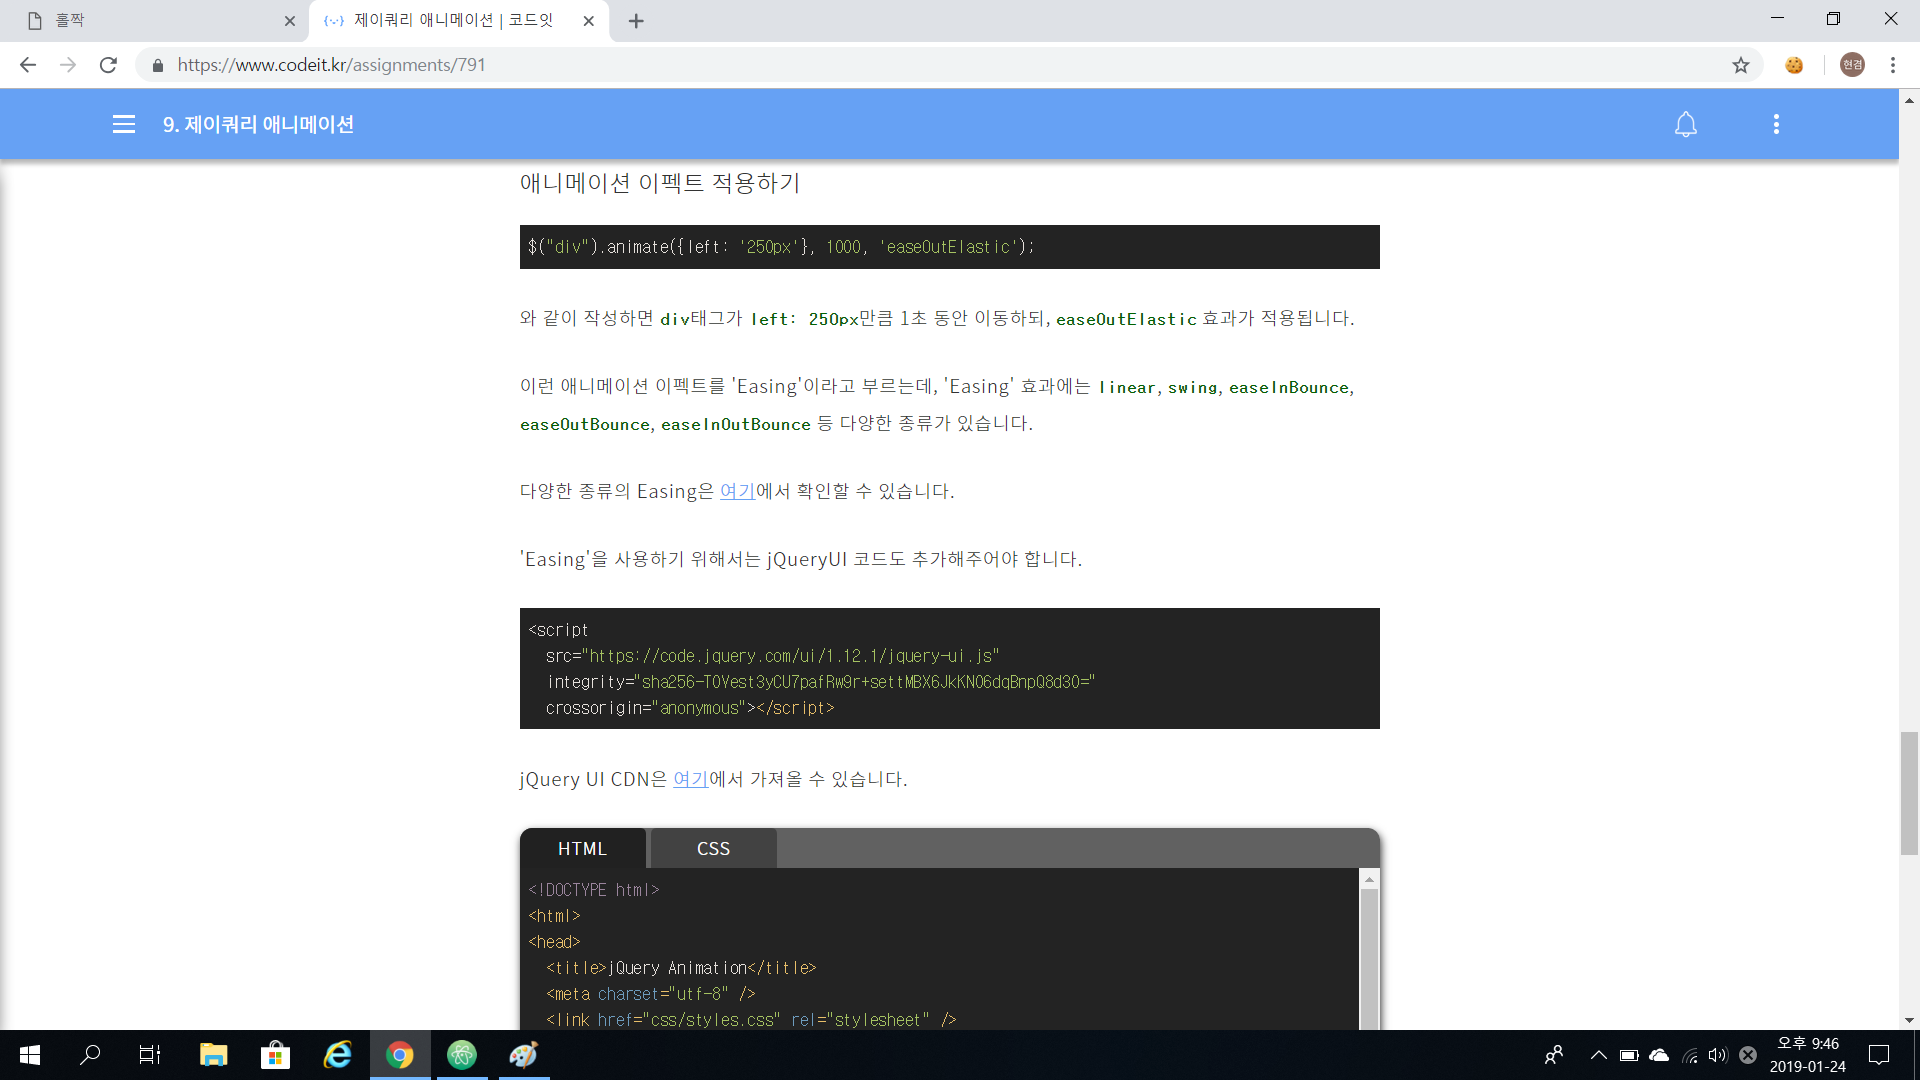 홀짝
제이쿼리 애니메이션 | 코드잇
https://www.codeit.kr/assignments/791
현겸
9. 제이쿼리 애니메이션
애니메이션 이펙트 적용하기
$("div").animate({left: '250px'}, 1000, 'easeOutElastic');
와 같이 작성하면 div태그가 left: 250px만큼 1초 동안 이동하되, easeOutElastic 효과가 적용됩니다.
이런 애니메이션 이펙트를 'Easing'이라고 부르는데, 'Easing' 효과에는 linear, swing, easeInBounce,
easeOutBounce, easeInOutBounce 등 다양한 종류가 있습니다.
다양한 종류의 Easing은 여기에서 확인할 수 있습니다.
'Easing'을 사용하기 위해서는 jQueryUI 코드도 추가해주어야 합니다.
<script
src="https://code.jquery.com/ui/1.12.1/jquery-ui.js"
integrity="sha256-T0Vest3yCU7pafRw9r+settMBX6JkKN06dqBnpQ8d30="
crossorigin="anonymous"></script>
jQuery UI CDN은 여기에서 가져올 수 있습니다.
HTML CSS
<!DOCTYPE html>
<html>
<head>
<title>jQuery Animation</title>
<meta charset="utf-8" />
<link href="css/styles.css" rel="stylesheet" />
오후 9:46
2019-01-24